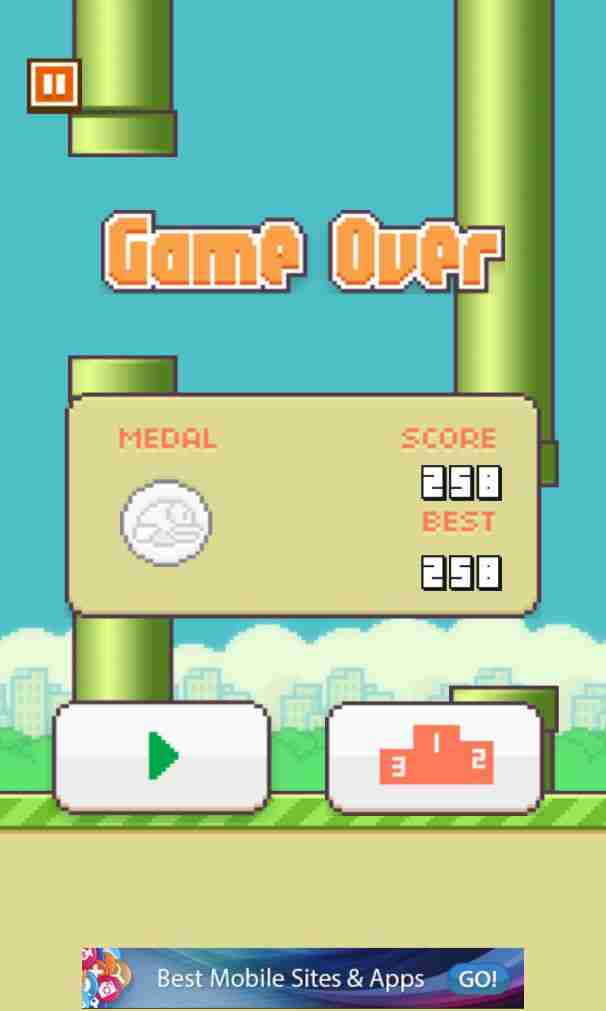 Game Over
MEDAL SCORE
258
BEST
258
1
3 2
Best Mobile Sites & Apps GO!